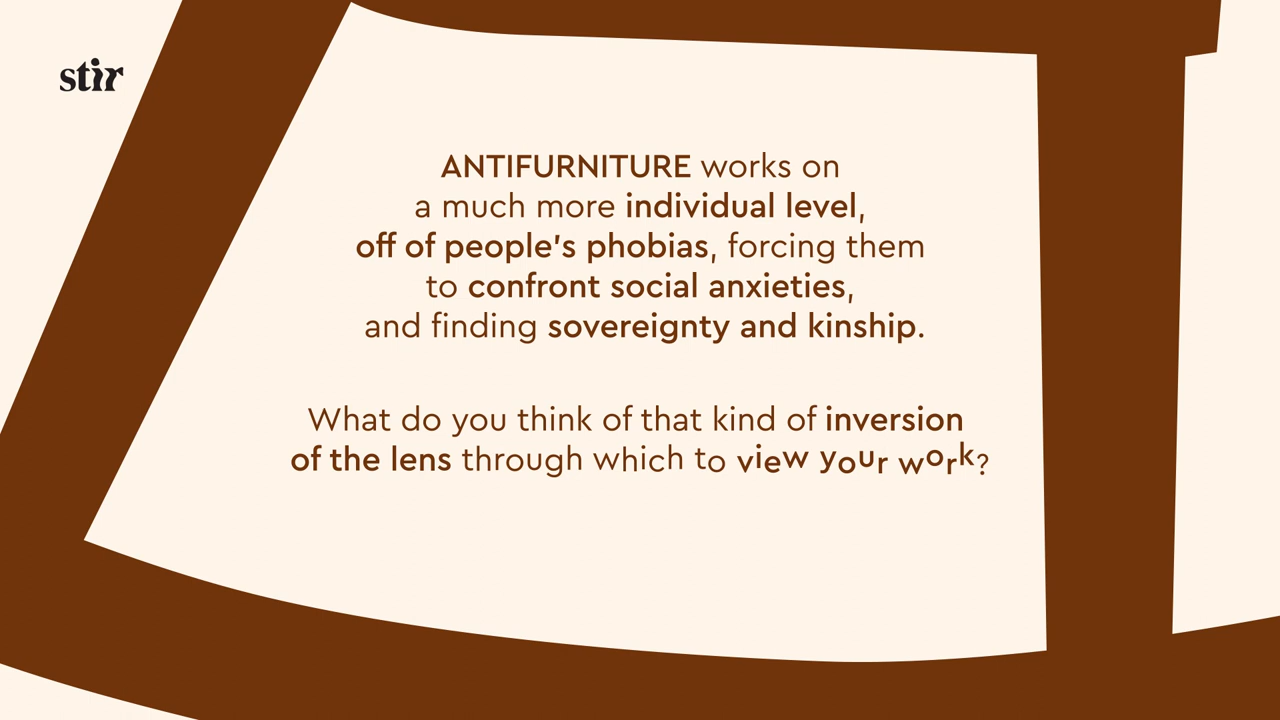 stir
ANTIFURNITURE works on
a much more individual level,
off of people's phobias, forcing them
to confront social anxieties,
and finding sovereignty and kinship.
What do you think of that kind of inversion
of the lens through which to view your work?